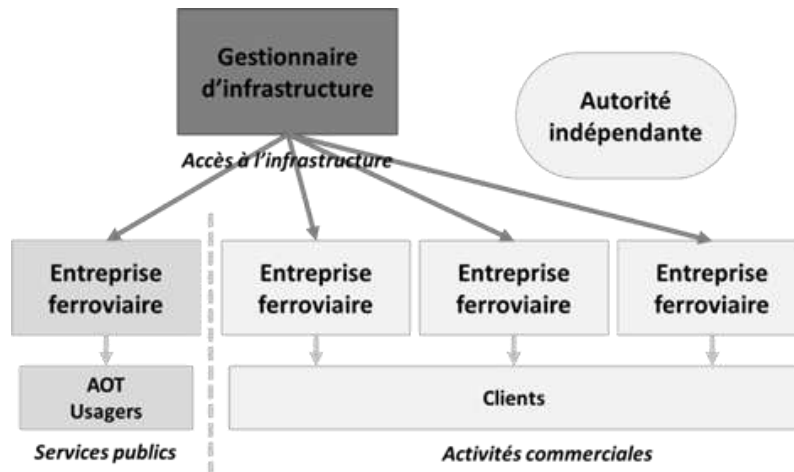 Gestionnaire
d'infrastructure
Autorité
indépendante
Accès à l'infrastructure
Entreprise
ferroviaire
Entreprise
ferroviaire
Entreprise
ferroviaire
Entreprise
ferroviaire
AOT
Usagers
Clients
Services publics
Activités commerciales